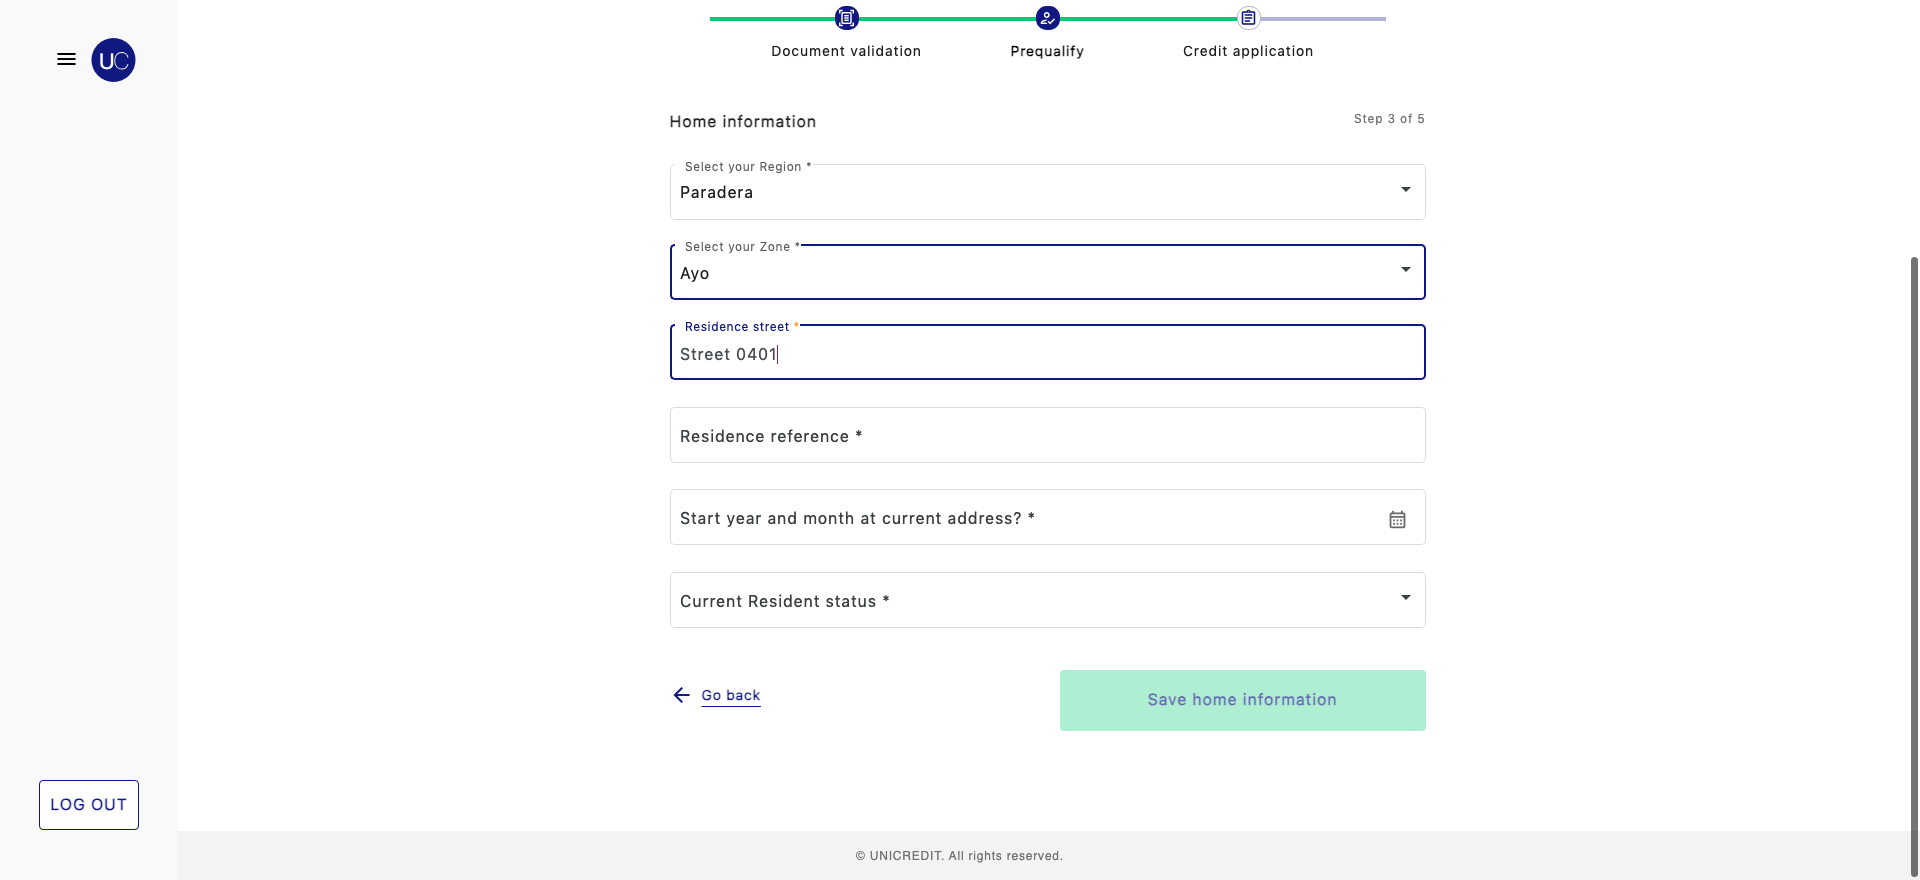 UC
Document validation
Prequalify
Credit application
Home information
Step 3 of 5
Select your Region *
Paradera
Select your Zone *
Ayo
Residence street *
Street 0401
Residence reference *
Start year and month at current address? *
Current Resident status *
Go back
Save home information
LOG OUT
© UNICREDIT. All rights reserved.